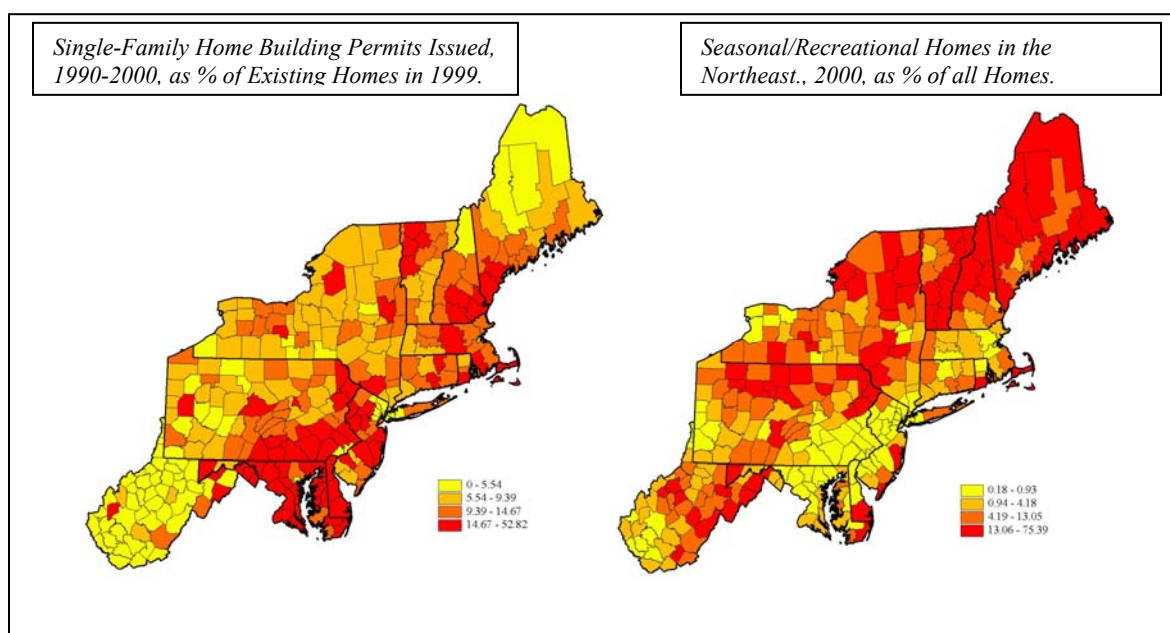 Single-Family Home Building Permits Issued,
1990-2000, as % of Existing Homes in 1999.
Seasonal/Recreational Homes in the
Northeast., 2000, as % of all Homes.
0 - 5.54
5.54 - 9.39
9.39 - 14.67
14.67 - 52.82
0.18 - 0.93
0.94 - 4.18
4.19 - 13.05
13.06 - 75.39